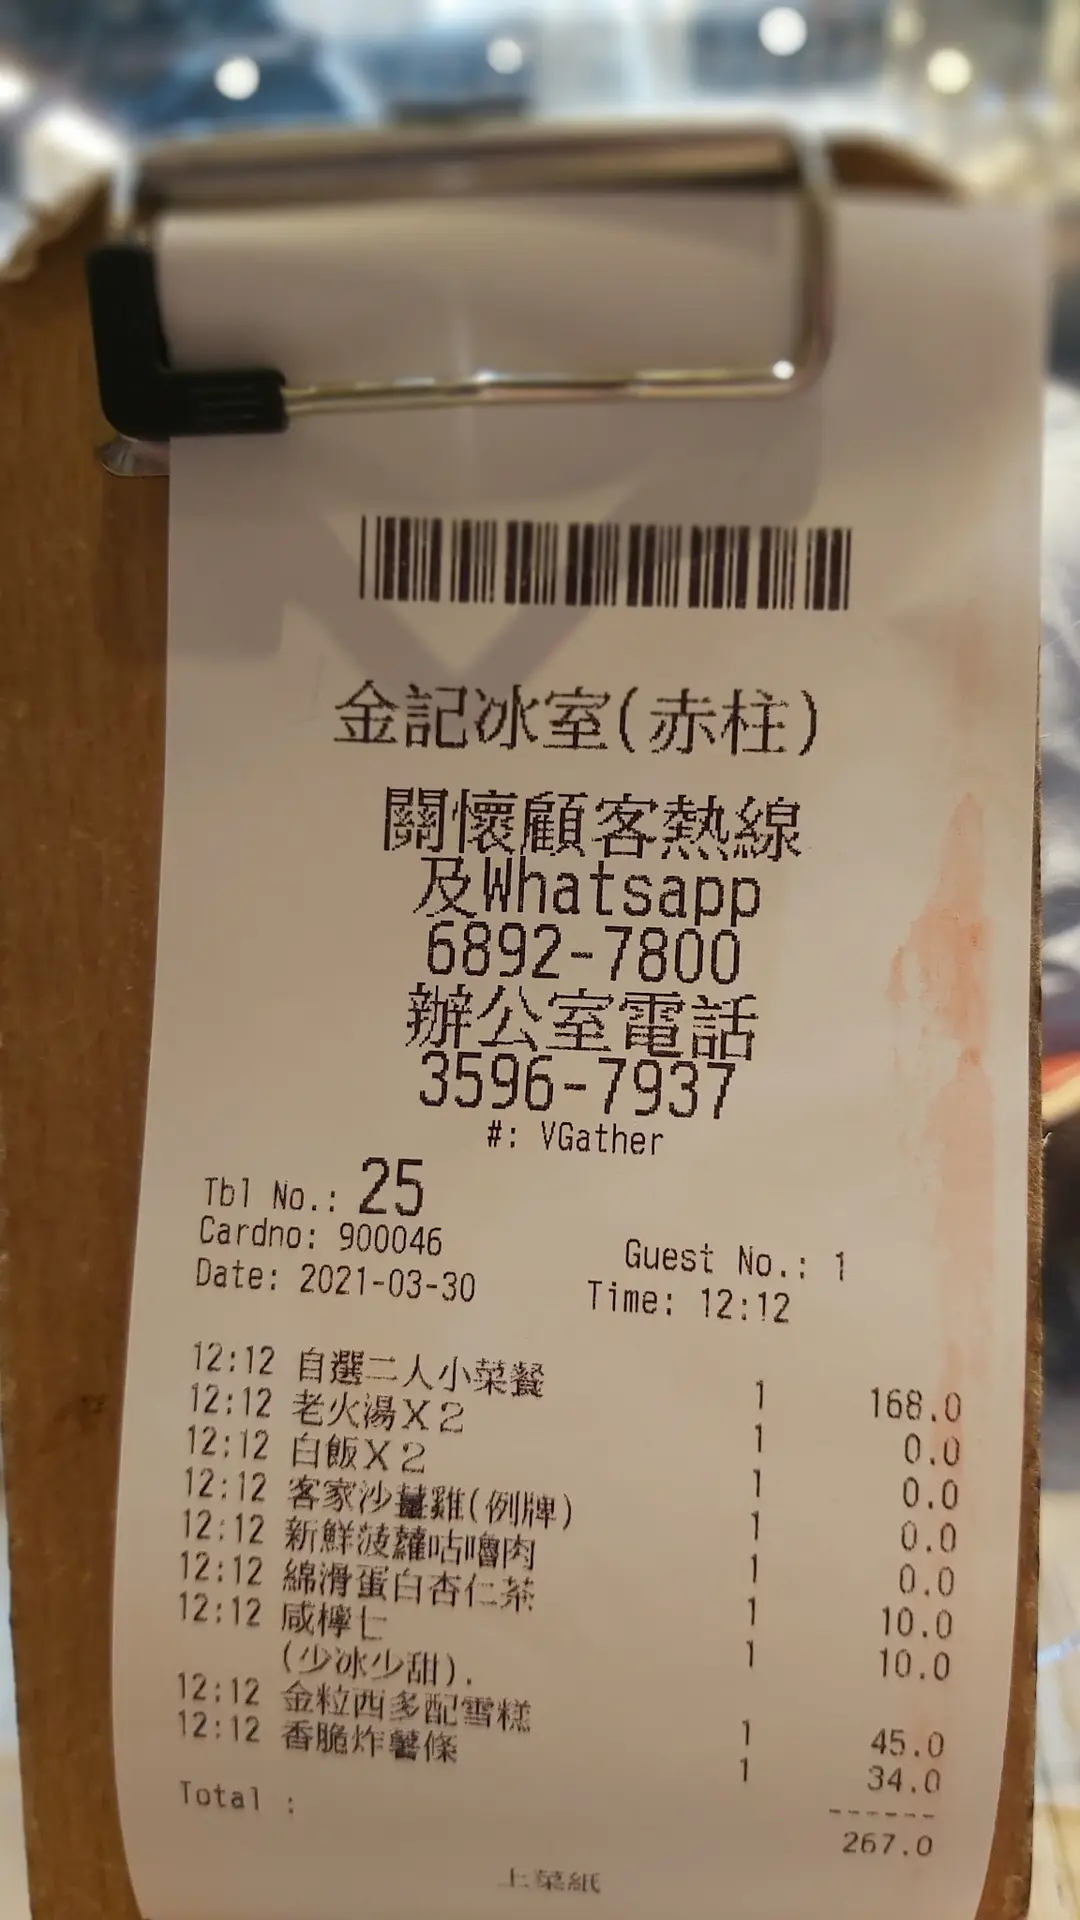 金記冰室(赤柱)
關懷顧客熱線
及Whatsapp
6892-7800
辦公室電話
3596-7937
#: VGather
Tbl No.: 25
Cardno: 900046 Guest No.: 1
Date: 2021-03-30 Time: 12:12
12:12 自選二人小菜餐 1 168.0
12:12 老火湯X2 1 0.0
12:12 白飯X2 1 0.0
12:12 客家沙薑雞(例牌) 1 0.0
12:12 新鮮菠蘿咕嚕肉 1 0.0
12:12 綿滑蛋白杏仁茶 1 10.0
12:12 咸檸七 1 10.0
(少冰少甜).
12:12 金粒西多配雪糕 1 45.0
12:12 香脆炸薯條 1 34.0
------
Total : 267.0
上菜紙